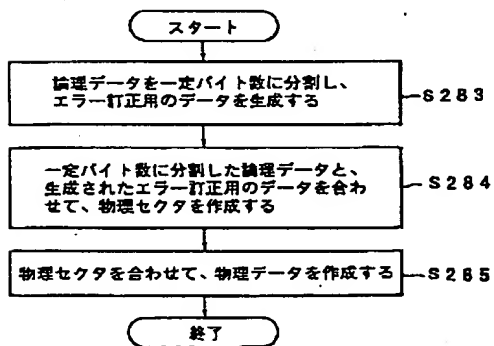 スタート
論理データを一定バイト数に分割し、
エラー訂正用のデータを生成する
S283
一定バイト数に分割した論理データと、
生成されたエラー訂正用のデータを合わ
せて、物理セクタを作成する
S284
物理セクタを合わせて、物理データを作成する
S285
終了